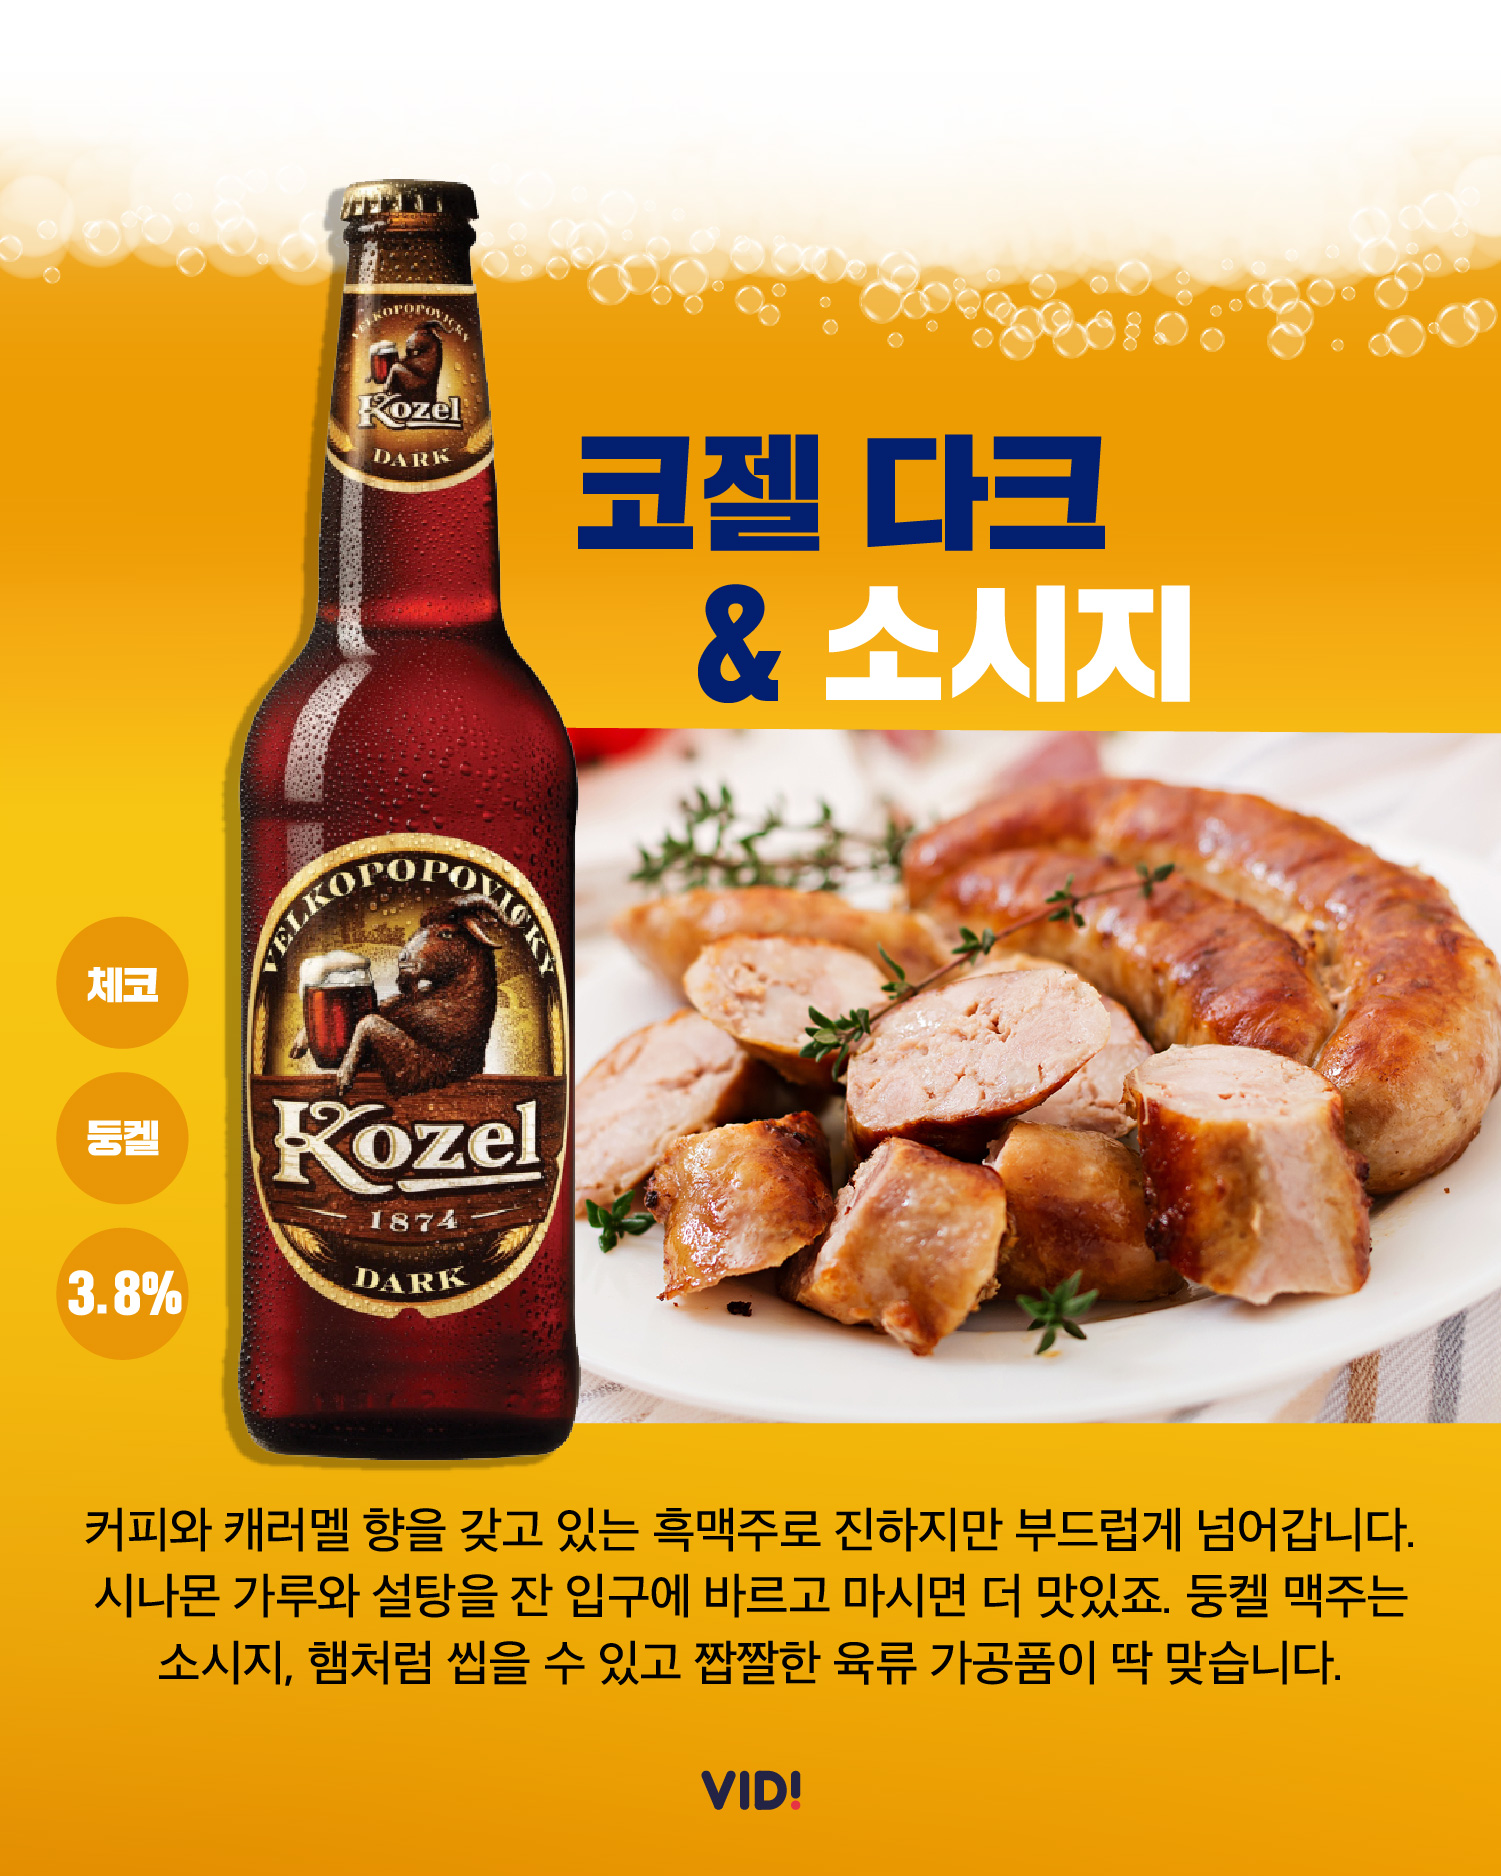 VELKOPOPOVICKÝ
Kozel
DARK
코젤 다크
& 소시지
VELKOPOPOVICKÝ
Kozel
1874
DARK
체코
둥켈
3.8%
커피와 캐러멜 향을 갖고 있는 흑맥주로 진하지만 부드럽게 넘어갑니다.
시나몬 가루와 설탕을 잔 입구에 바르고 마시면 더 맛있죠. 둥켈 맥주는
소시지, 햄처럼 씹을 수 있고 짭짤한 육류 가공품이 딱 맞습니다.
VID!